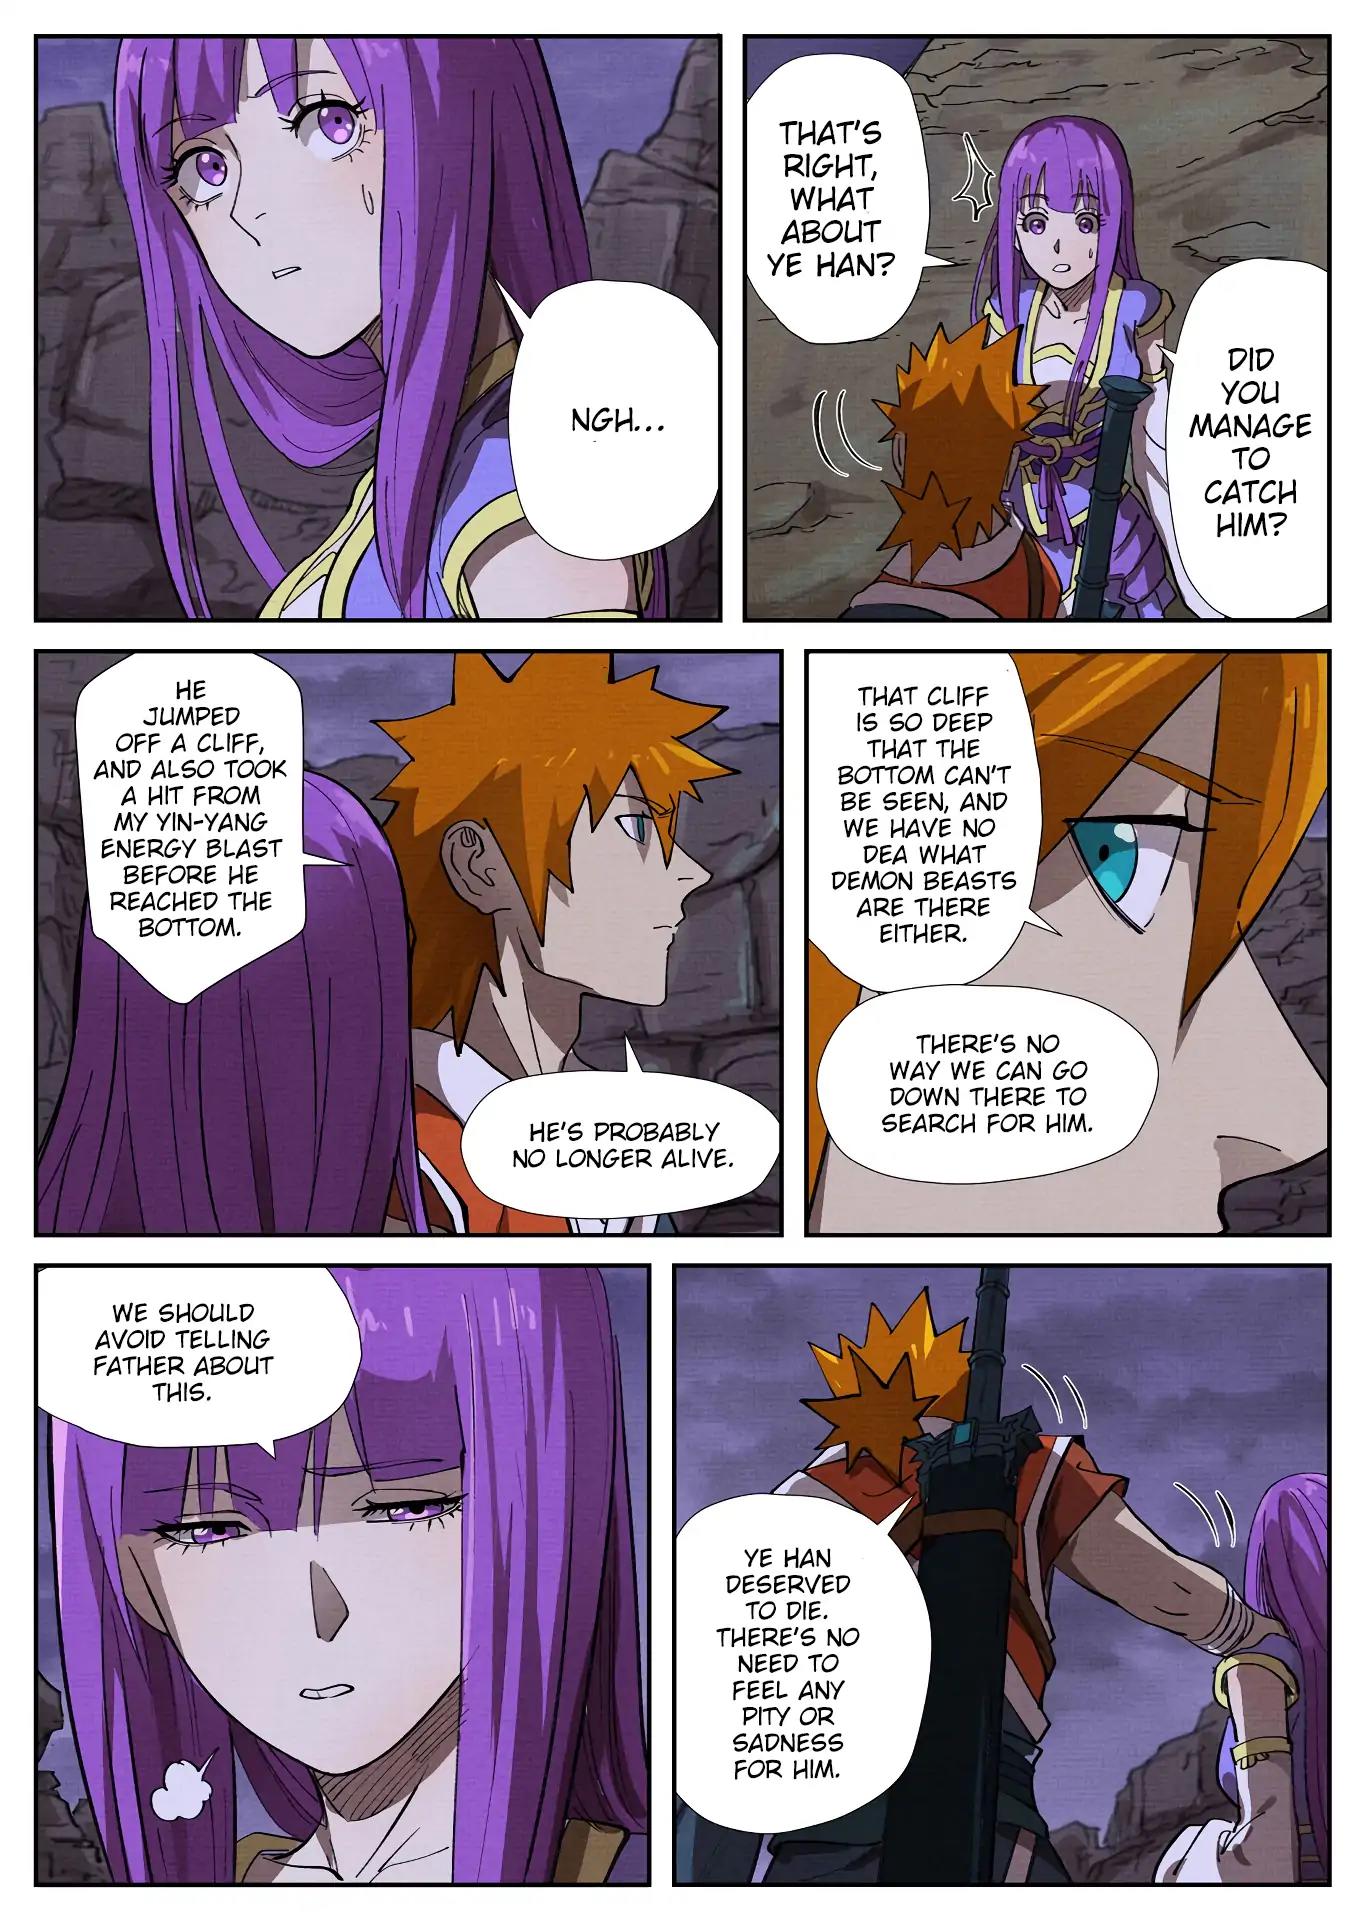 NGH...
THAT'S
RIGHT,
WHAT
ABOUT
YE HAN?
DID
YOU
MANAGE
TO
CATCH
HIM?
HE
JUMPED
OFF A CLIFF,
AND ALSO TOOK
A HIT FROM
MY YIN-YANG
ENERGY BLAST
BEFORE HE
REACHED THE
BOTTOM.
HE'S PROBABLY
NO LONGER ALIVE.
THAT CLIFF
IS SO DEEP
THAT THE
BOTTOM CAN'T
BE SEEN, AND
WE HAVE NO
DEA WHAT
DEMON BEASTS
ARE THERE
EITHER.
THERE'S NO
WAY WE CAN GO
DOWN THERE TO
SEARCH FOR HIM.
WE SHOULD
AVOID TELLING
FATHER ABOUT
THIS.
YE HAN
DESERVED
TO DIE.
THERE'S NO
NEED TO
FEEL ANY
PITY OR
SADNESS
FOR HIM.